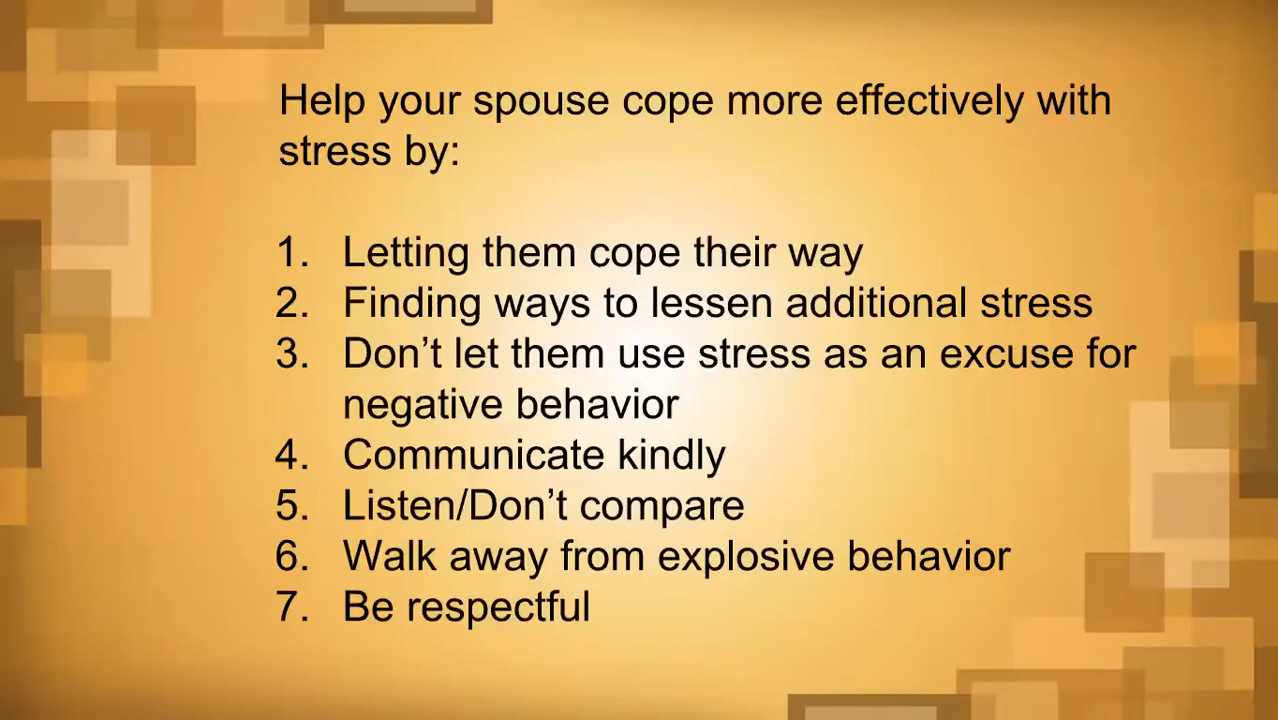 Help your spouse cope more effectively with
stress by:
1. Letting them cope their way
2. Finding ways to lessen additional stress
3. Don’t let them use stress as an excuse for
negative behavior
4. Communicate kindly
5. Listen/Don’t compare
6. Walk away from explosive behavior
7. Be respectful